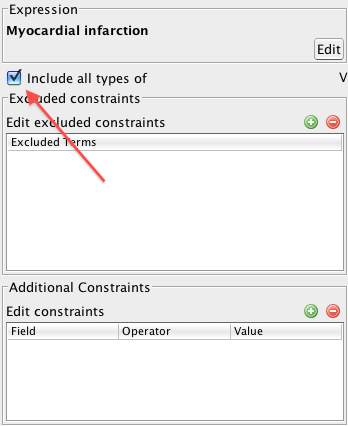 Expression
Myocardial infarction
Edit
Include all types of
V
Excluded constraints
Edit excluded constraints
Excluded Terms
Additional Constraints
Edit constraints
Field Operator Value